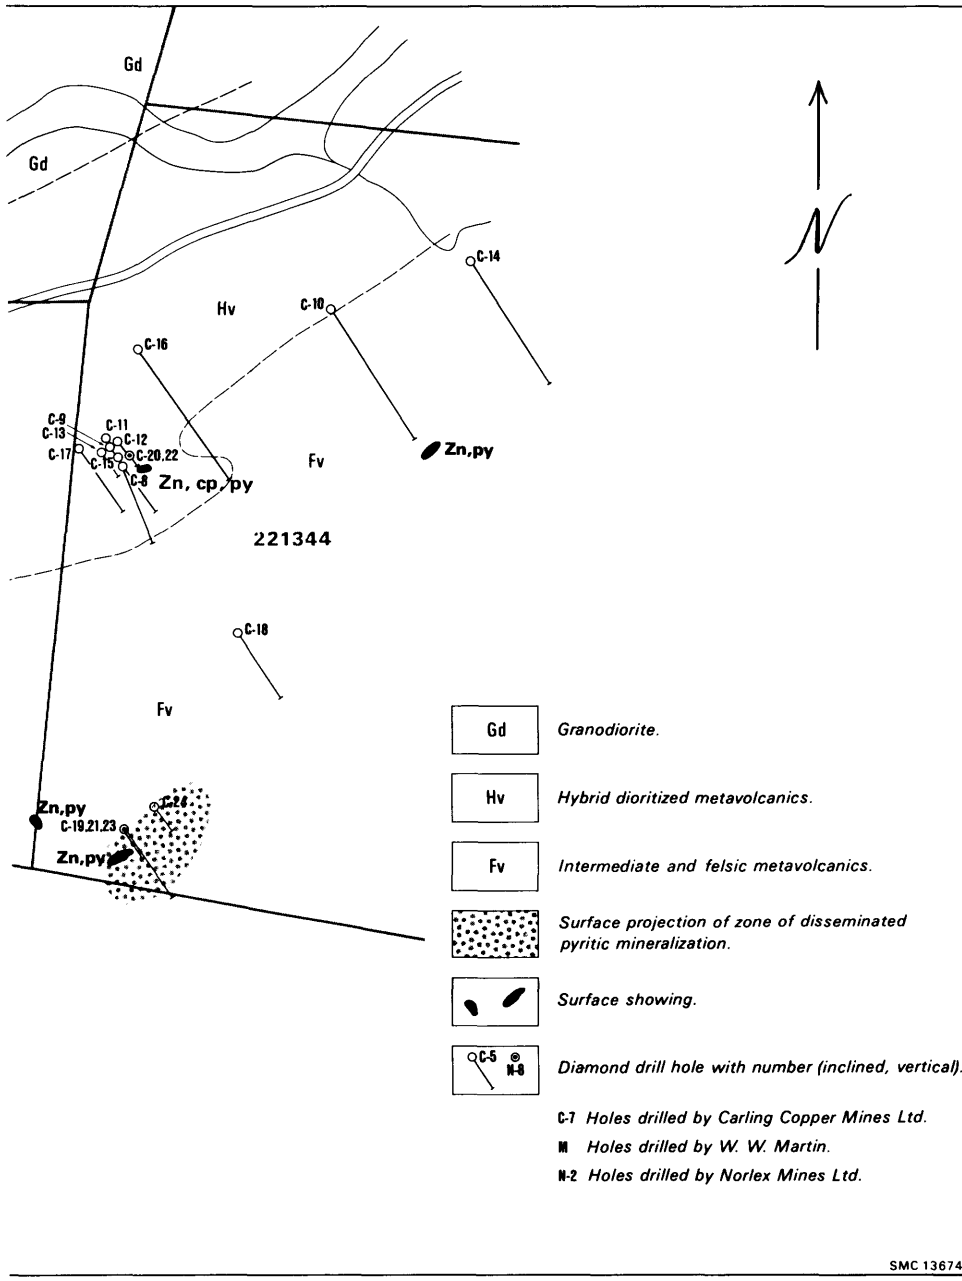 Gd
Gd
C-14
Hv
C-10
C-16
C-9
C-11
C-13
C-12
C-17
C-20,22
C-15
C-8
Zn,py
Zn, cp, py
Fv
221344
C-18
Fv
Zn,py
C-24
C-19,21,23
Zn,py
Gd Granodiorite.
Hv Hybrid dioritized metavolcanics.
Fv Intermediate and felsic metavolcanics.
Surface projection of zone of disseminated
pyritic mineralization.
Surface showing.
C-5 N-8 Diamond drill hole with number (inclined, vertical).
C-7 Holes drilled by Carling Copper Mines Ltd.
M Holes drilled by W. W. Martin.
N-2 Holes drilled by Norlex Mines Ltd.
SMC 13674
N